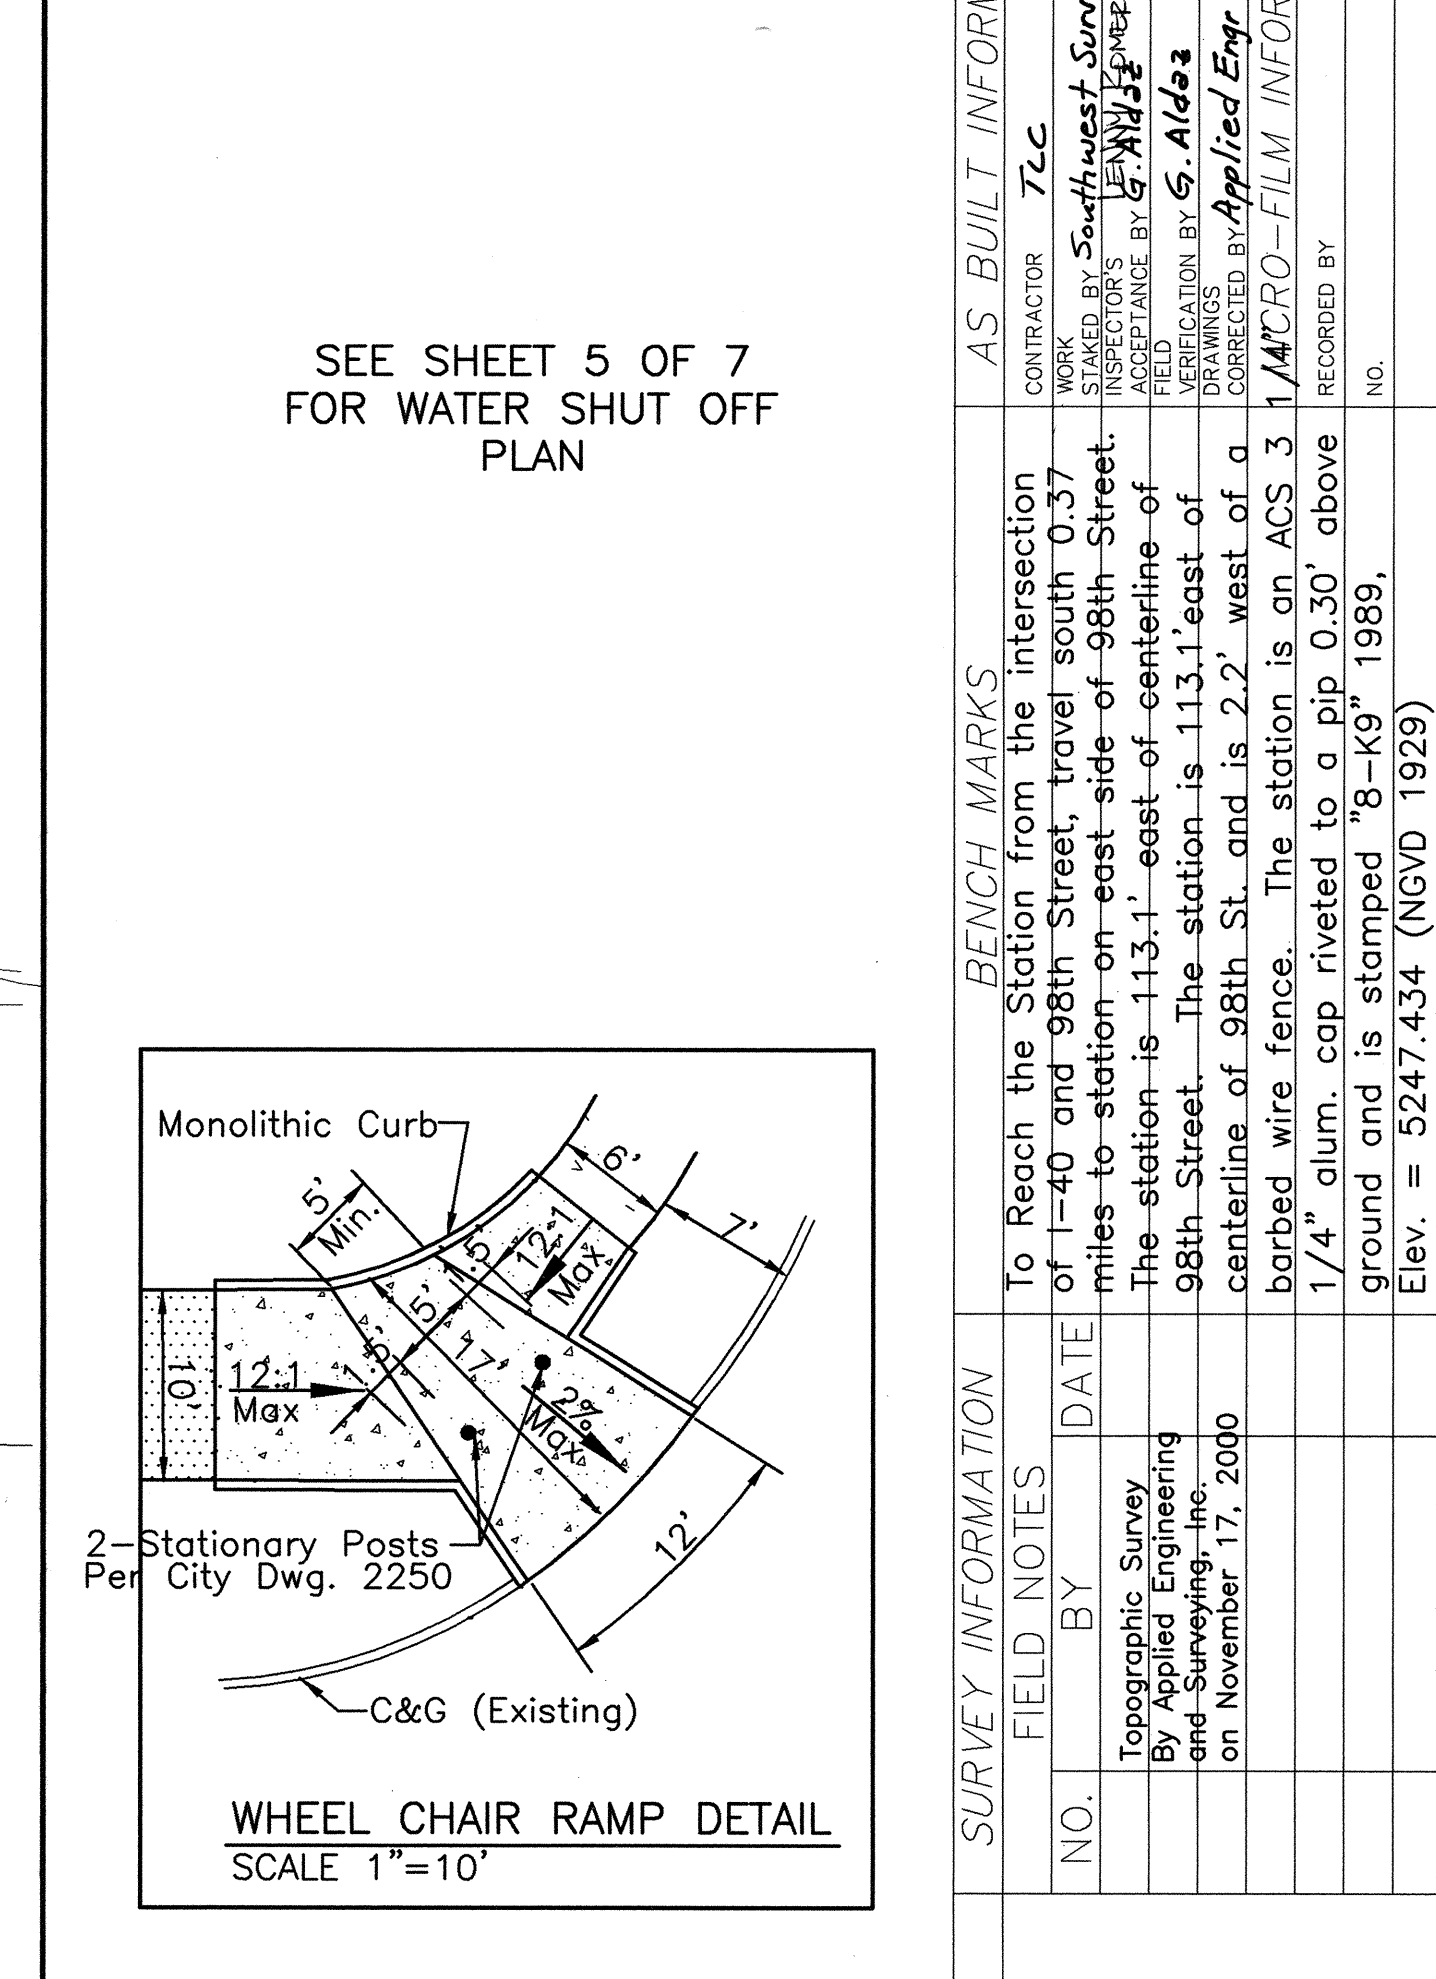 SEE SHEET 5 OF 7
FOR WATER SHUT OFF
PLAN
Monolithic Curb
5'
Min.
6'
7'
12:1
Max
1.5'
5'
1.5'
17'
10'
12:1
Max
2%
Max
12'
2-Stationary Posts
Per City Dwg. 2250
C&G (Existing)
WHEEL CHAIR RAMP DETAIL
SCALE 1"=10'
AS BUILT INFORM
CONTRACTOR TLC
WORK
STAKED BY Southwest Surv
INSPECTOR'S LENNY ROMER
ACCEPTANCE BY G. Aldaz
FIELD
VERIFICATION BY G. Aldaz
DRAWINGS
CORRECTED BY Applied Engr
MICRO-FILM INFOR
RECORDED BY
NO.
BENCH MARKS
To Reach the Station from the intersection
of I-40 and 98th Street, travel south 0.37
miles to station on east side of 98th Street.
The station is 113.1' east of centerline of
98th Street. The station is 113.1'east of
centerline of 98th St. and is 2.2' west of a
barbed wire fence. The station is an ACS 3 1/4"
1/4" alum. cap riveted to a pip 0.30' above
ground and is stamped "8-K9" 1989,
Elev. = 5247.434 (NGVD 1929)
SURVEY INFORMATION
FIELD NOTES
NO. BY DATE
Topographic Survey
By Applied Engineering
and Surveying, Inc.
on November 17, 2000